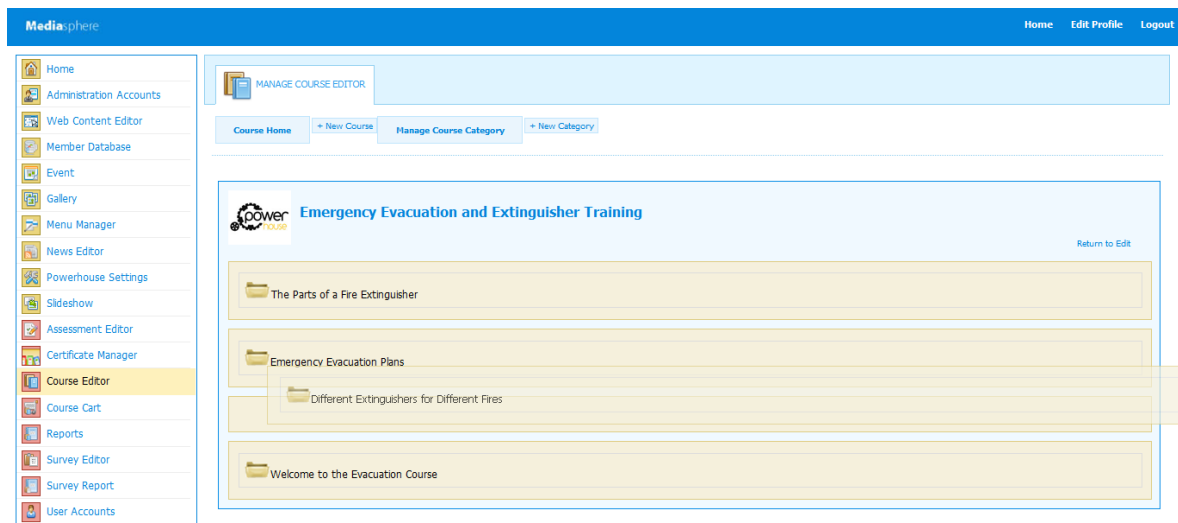 Mediasphere
Home Edit Profile Logout
Home
Administration Accounts
Web Content Editor
Member Database
Event
Gallery
Menu Manager
News Editor
Powerhouse Settings
Slideshow
Assessment Editor
Certificate Manager
Course Editor
Course Cart
Reports
Survey Editor
Survey Report
User Accounts
MANAGE COURSE EDITOR
Course Home + New Course Manage Course Category + New Category
power
house
Emergency Evacuation and Extinguisher Training
Return to Edit
The Parts of a Fire Extinguisher
Emergency Evacuation Plans
Different Extinguishers for Different Fires
Welcome to the Evacuation Course